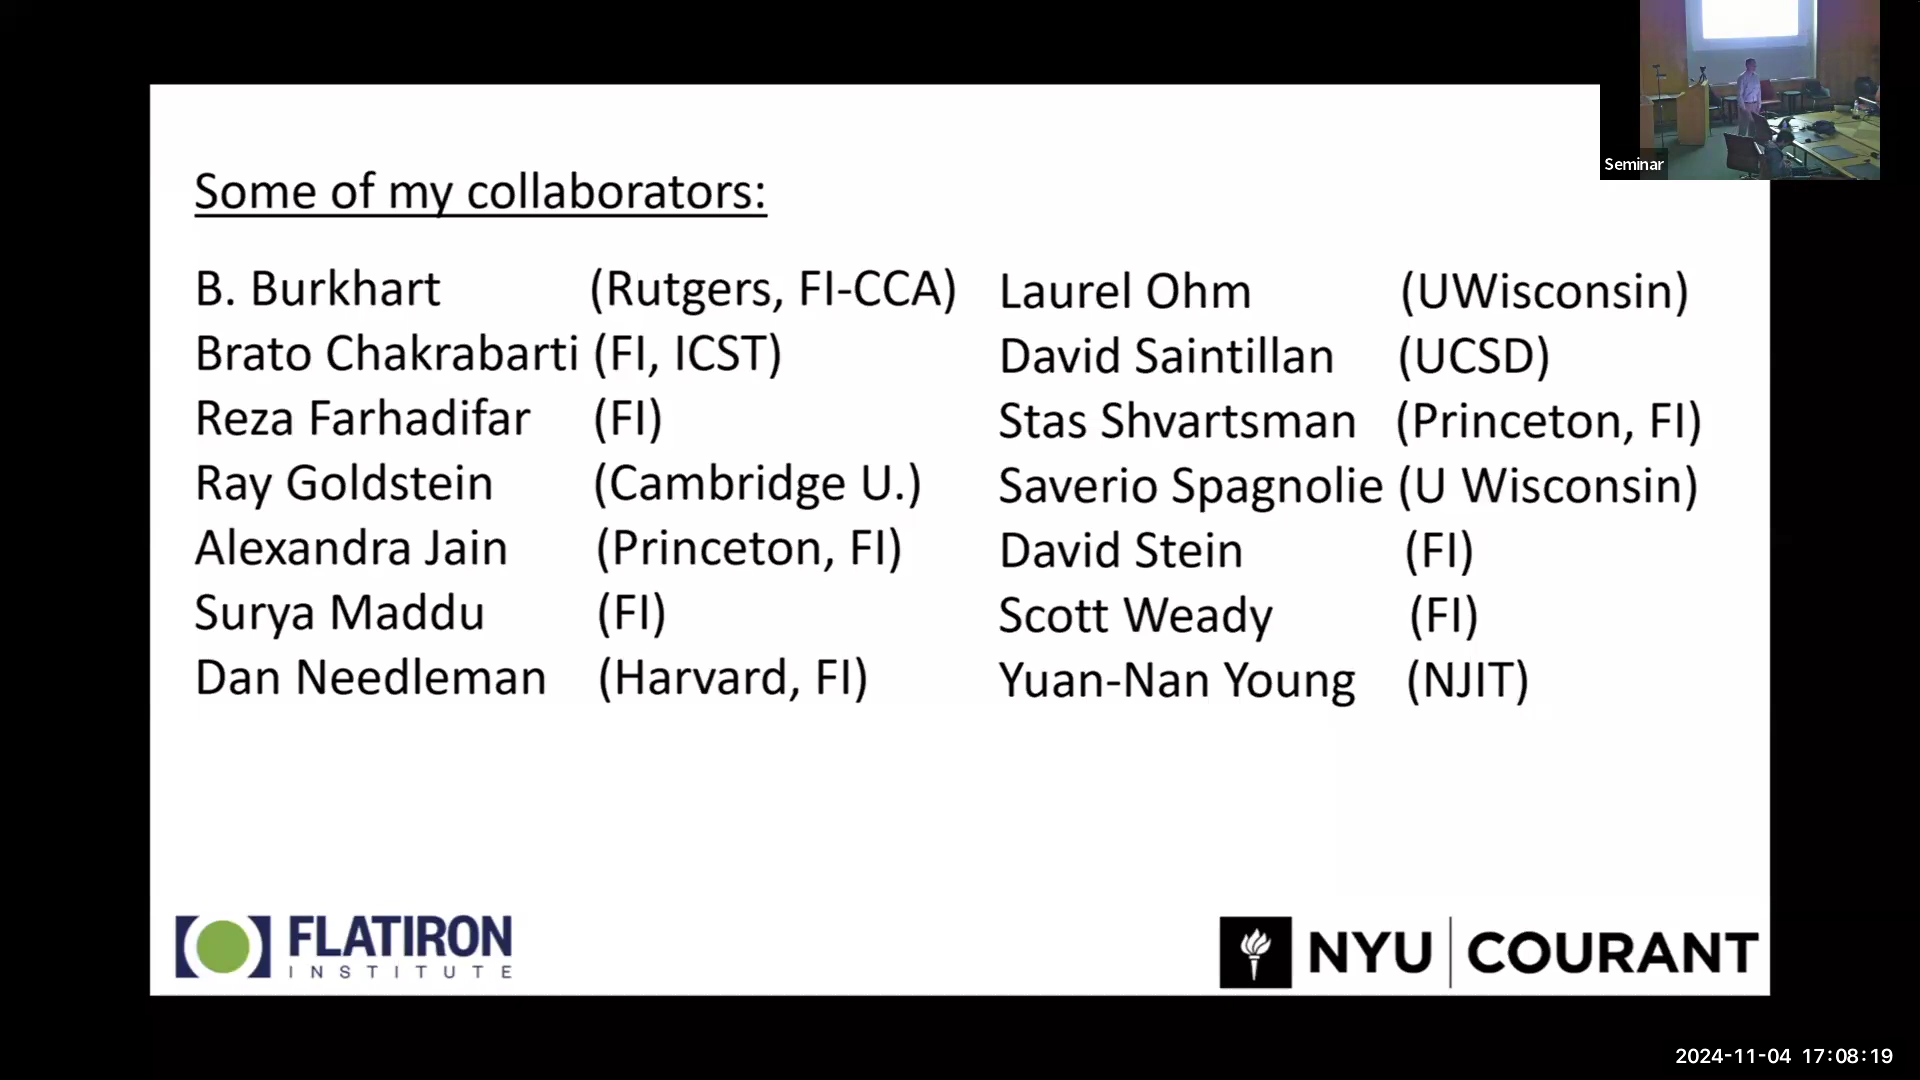 Seminar
Some of my collaborators:
B. Burkhart (Rutgers, FI-CCA)
Brato Chakrabarti (FI, ICST)
Reza Farhadifar (FI)
Ray Goldstein (Cambridge U.)
Alexandra Jain (Princeton, FI)
Surya Maddu (FI)
Dan Needleman (Harvard, FI)
Laurel Ohm (UWisconsin)
David Saintillan (UCSD)
Stas Shvartsman (Princeton, FI)
Saverio Spagnolie (U Wisconsin)
David Stein (FI)
Scott Weady (FI)
Yuan-Nan Young (NJIT)
FLATIRON
INSTITUTE
NYU | COURANT
2024-11-04 17:08:19